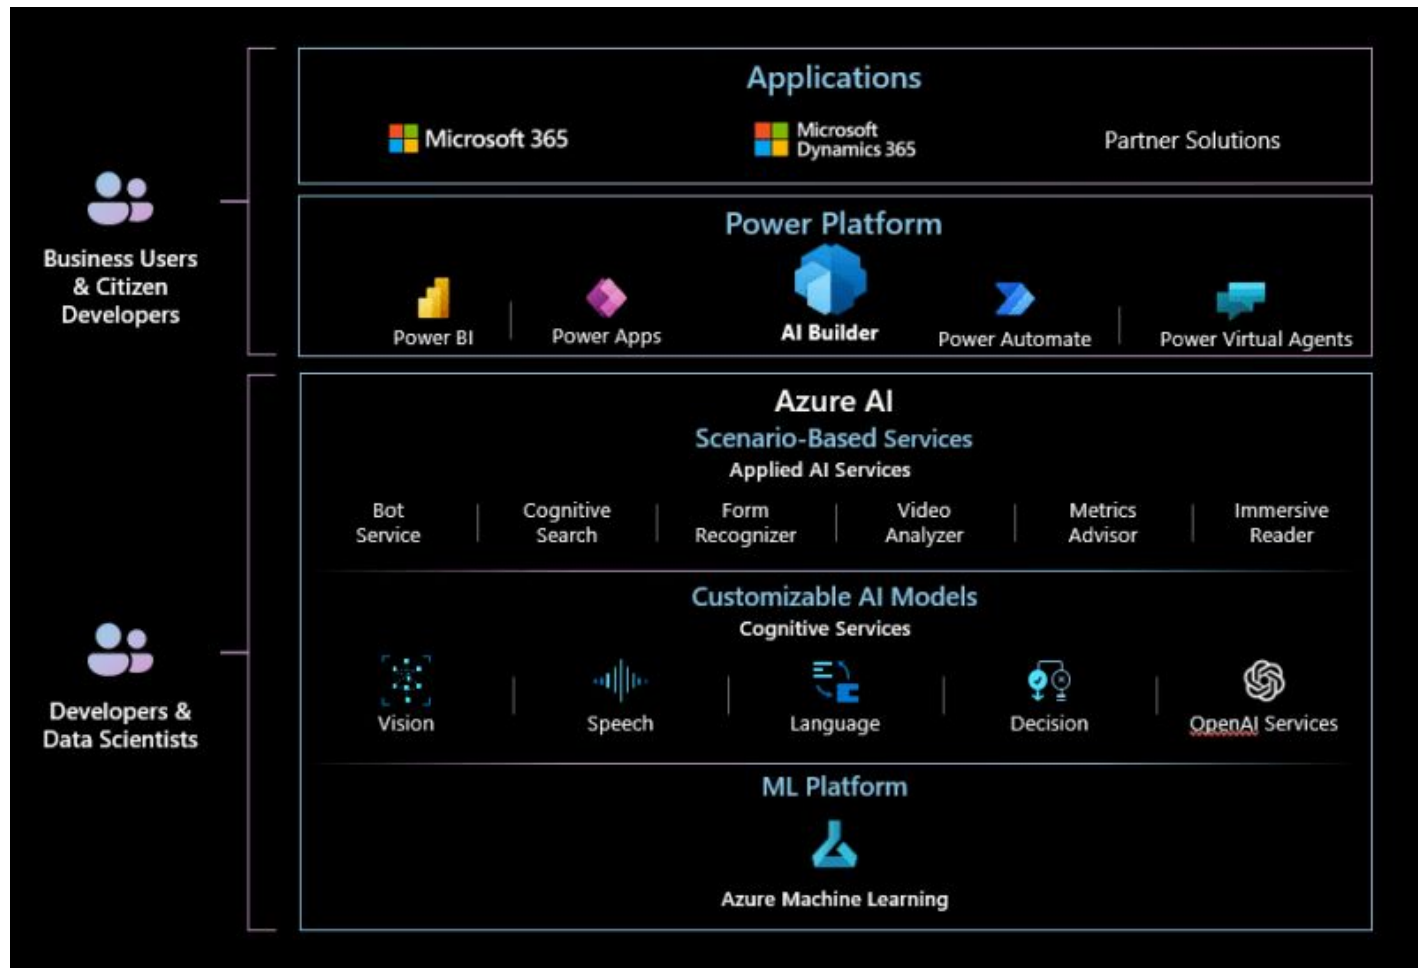 Applications
Microsoft 365
Microsoft
Dynamics 365
Partner Solutions
Business Users
& Citizen
Developers
Power Platform
Power BI
Power Apps
AI Builder
Power Automate
Power Virtual Agents
Azure AI
Scenario-Based Services
Applied AI Services
Bot
Service
Cognitive
Search
Form
Recognizer
Video
Analyzer
Metrics
Advisor
Immersive
Reader
Developers &
Data Scientists
Customizable AI Models
Cognitive Services
Vision
Speech
Language
Decision
OpenAI Services
ML Platform
Azure Machine Learning